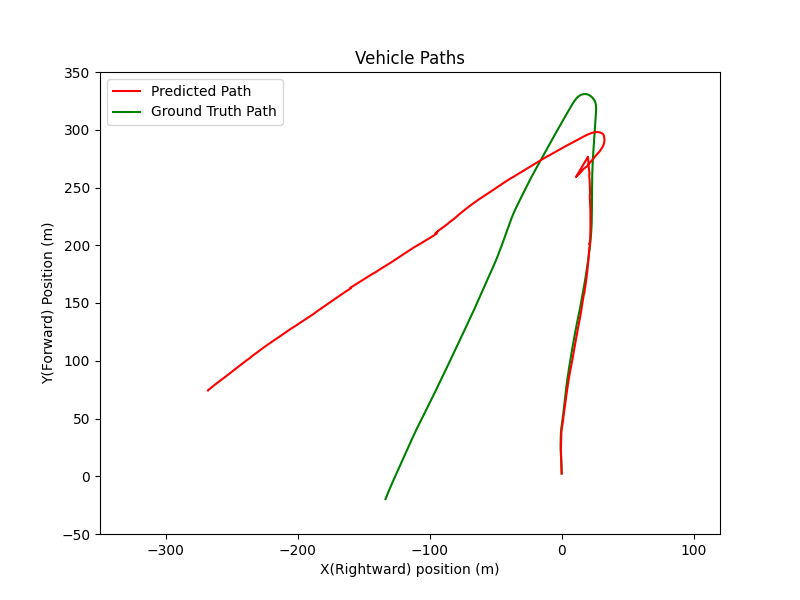 Vehicle Paths
Predicted Path
Ground Truth Path
350
300
250
200
150
100
50
0
−50
Y(Forward) Position (m)
−300
−200
−100
0
100
X(Rightward) position (m)